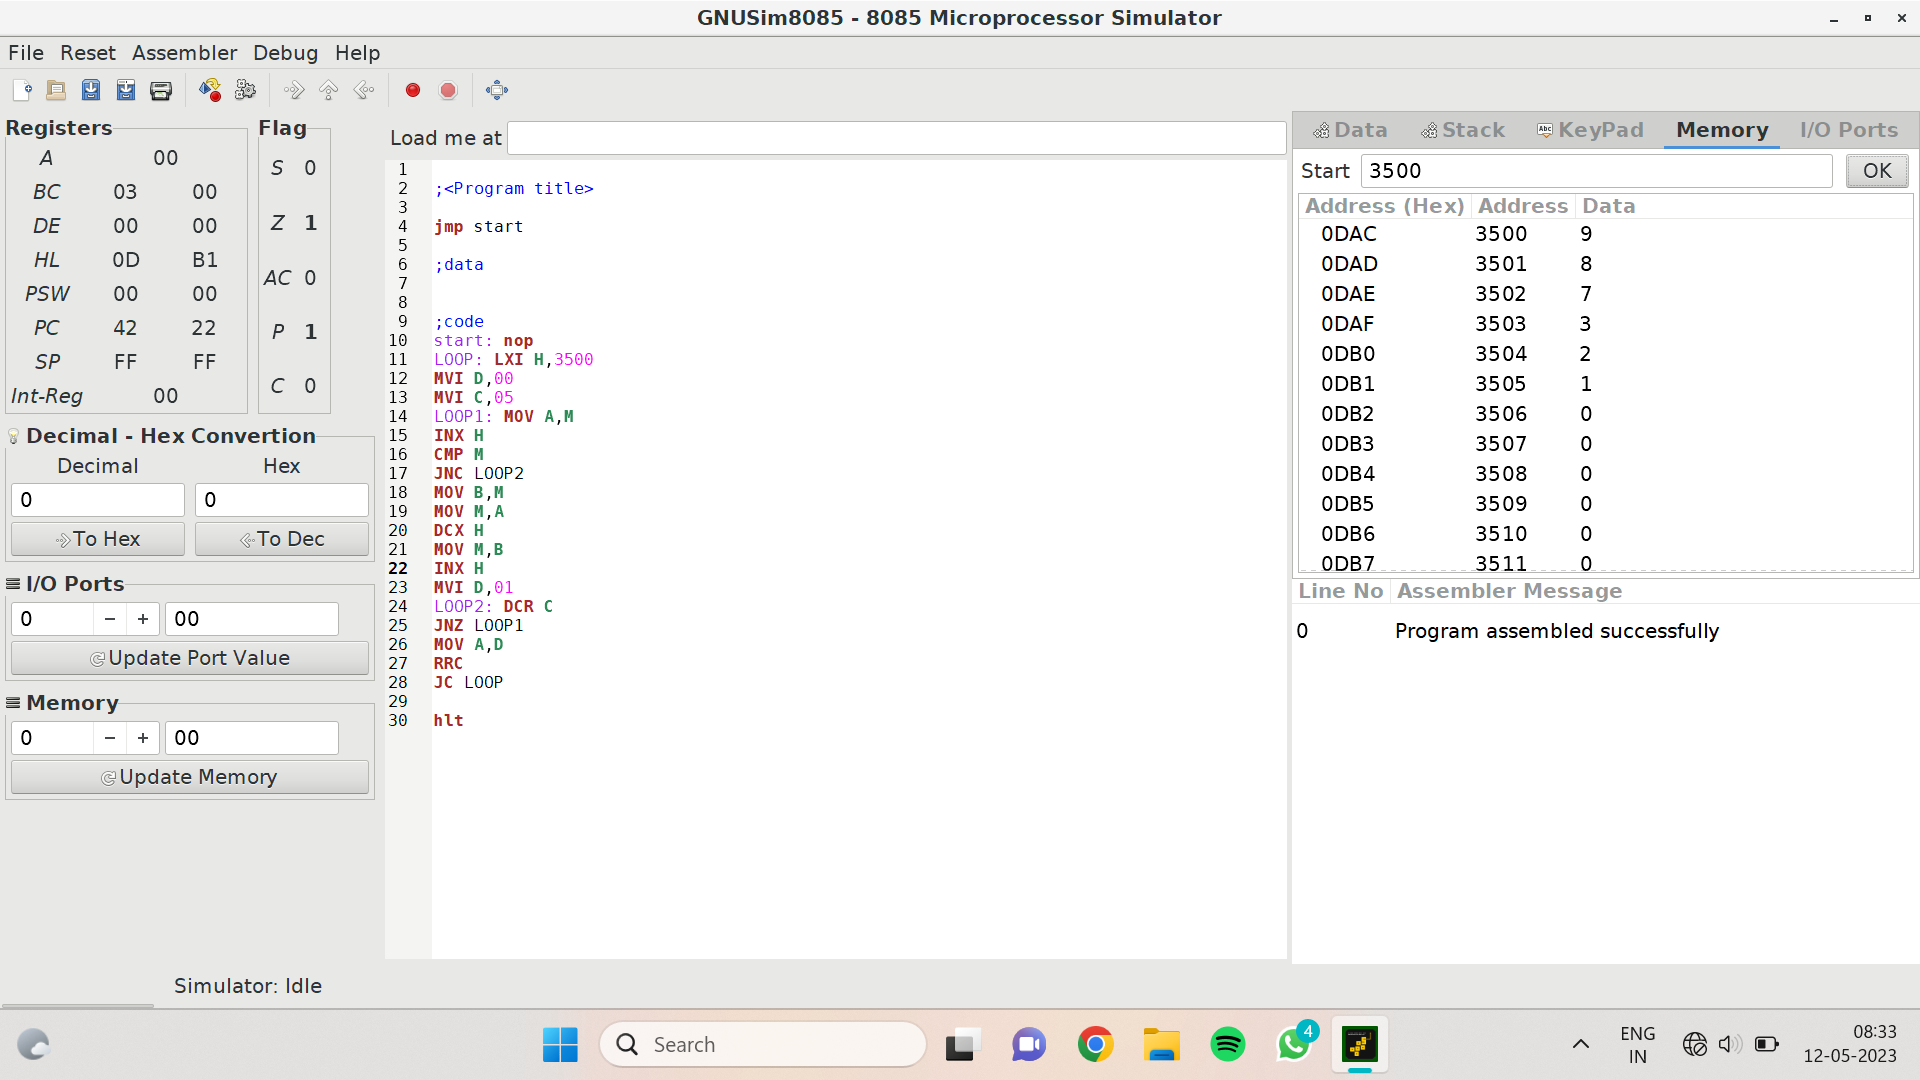 GNUSim8085 - 8085 Microprocessor Simulator
File Reset Assembler Debug Help
Registers
A 00
BC 03 00
DE 00 00
HL 0D B1
PSW 00 00
PC 42 22
SP FF FF
Int-Reg 00
Flag
S 0
Z 1
AC 0
P 1
C 0
Decimal - Hex Convertion
Decimal Hex
0 0
To Hex To Dec
I/O Ports
0 − + 00
Update Port Value
Memory
0 − + 00
Update Memory
Load me at
1
2 ;<Program title>
3
4 jmp start
5
6 ;data
7
8
9 ;code
10 start: nop
11 LOOP: LXI H,3500
12 MVI D,00
13 MVI C,05
14 LOOP1: MOV A,M
15 INX H
16 CMP M
17 JNC LOOP2
18 MOV B,M
19 MOV M,A
20 DCX H
21 MOV M,B
22 INX H
23 MVI D,01
24 LOOP2: DCR C
25 JNZ LOOP1
26 MOV A,D
27 RRC
28 JC LOOP
29
30 hlt
Data Stack Abc KeyPad Memory I/O Ports
Start 3500 OK
Address (Hex) Address Data
0DAC 3500 9
0DAD 3501 8
0DAE 3502 7
0DAF 3503 3
0DB0 3504 2
0DB1 3505 1
0DB2 3506 0
0DB3 3507 0
0DB4 3508 0
0DB5 3509 0
0DB6 3510 0
0DB7 3511 0
Line No Assembler Message
0 Program assembled successfully
Simulator: Idle
Search
4
ENG
IN
08:33
12-05-2023